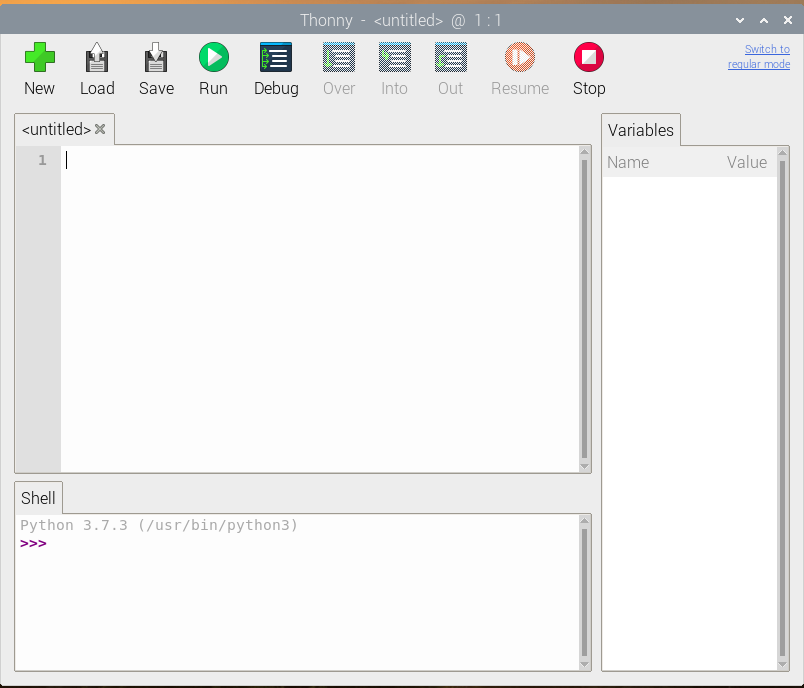 Thonny - <untitled> @ 1 : 1
New Load Save Run Debug Over Into Out Resume Stop
Switch to
regular mode
<untitled>
1
Variables
Name Value
Shell
Python 3.7.3 (/usr/bin/python3)
>>>